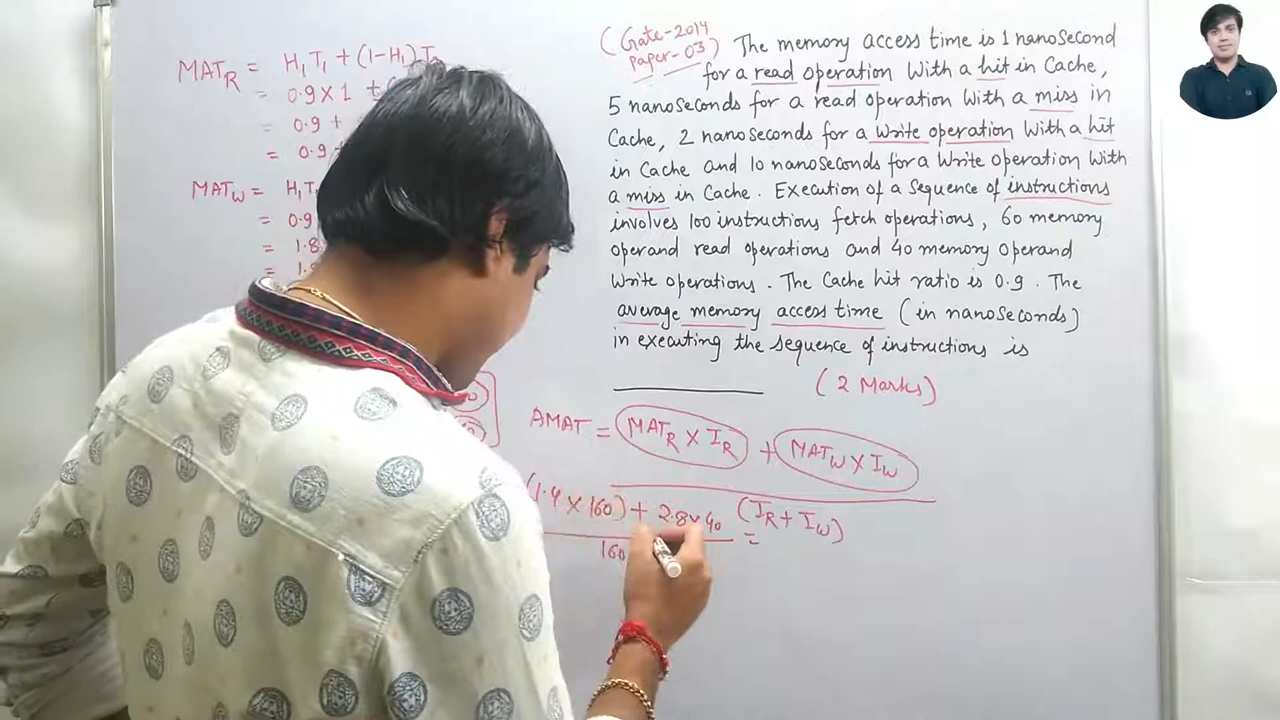 MAT_R = H₁T₁ + (1-H₁)T₂
= 0.9 × 1 +
= 0.9 +
= 0.9
MAT_W = H₁T₁
= 0.9
= 1.8
= 1.8
(Gate-2014
Paper-03) The memory access time is 1 nanosecond
for a read operation with a hit in Cache,
5 nanoseconds for a read operation with a miss in
Cache, 2 nanoseconds for a write operation with a hit
in Cache and 10 nanoseconds for a write operation with
a miss in Cache. Execution of a sequence of instructions
involves 100 instructions fetch operations, 60 memory
operand read operations and 40 memory operand
write operations. The Cache hit ratio is 0.9. The
average memory access time (in nanoseconds)
in executing the sequence of instructions is
(2 Marks)
AMAT = MAT_R × I_R + MAT_W × I_W
(I_R + I_W)
= (1.4 × 160) + 2.8 × 40
160